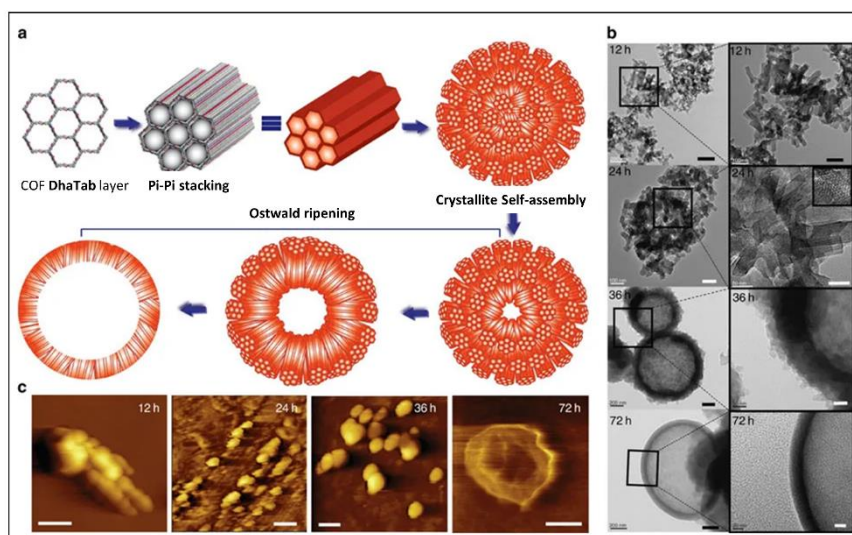 a
COF DhaTab layer
Pi-Pi stacking
Crystallite Self-assembly
Ostwald ripening
b
12 h
12 h
24 h
24 h
36 h
36 h
72 h
72 h
c
12 h
24 h
36 h
72 h